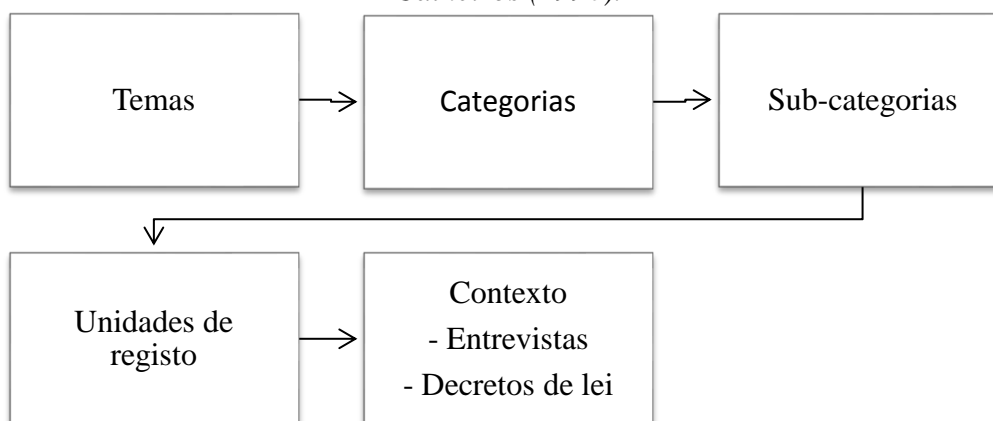 Temas
Categorias
Sub-categorias
Unidades de
registo
Contexto
- Entrevistas
- Decretos de lei